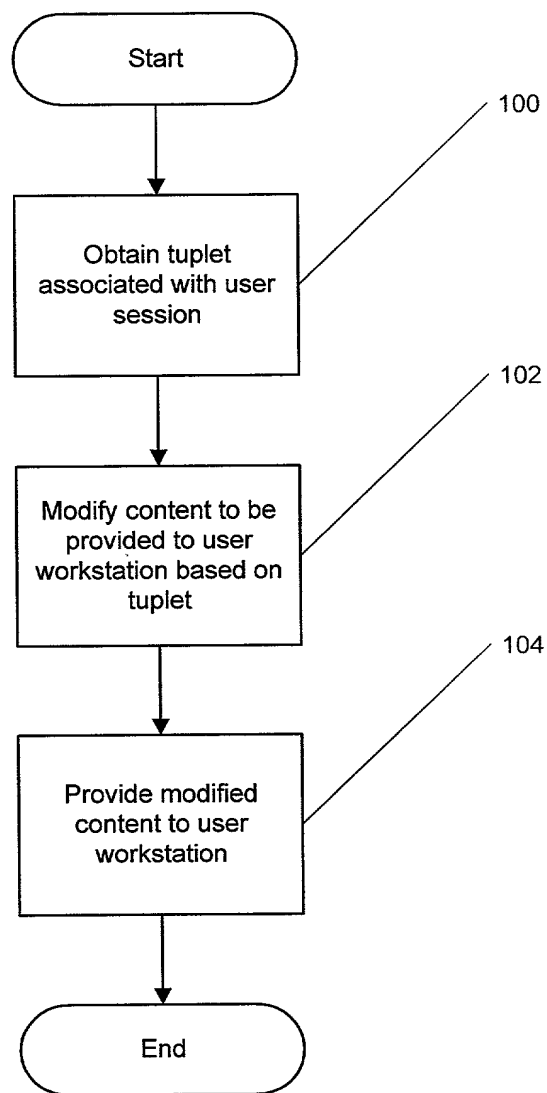 Start
100
Obtain tuplet
associated with user
session
102
Modify content to be
provided to user
workstation based on
tuplet
104
Provide modified
content to user
workstation
End